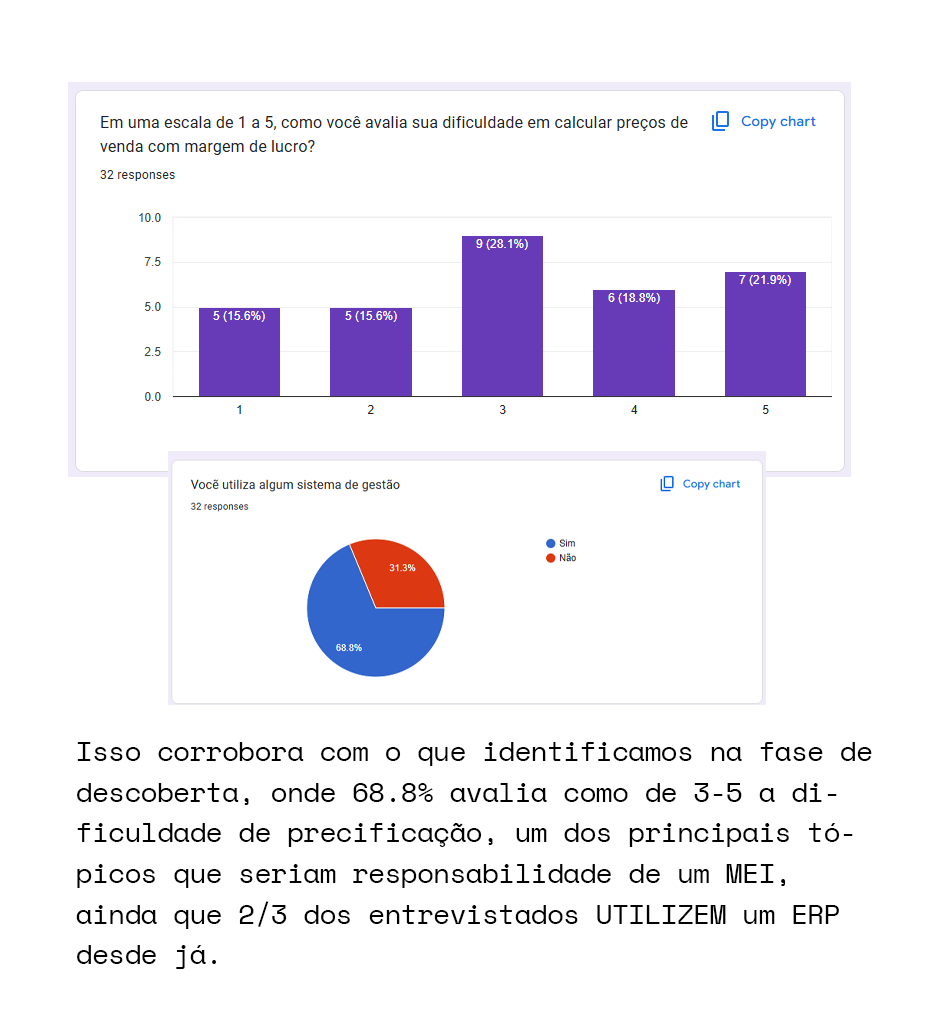 Em uma escala de 1 a 5, como você avalia sua dificuldade em calcular preços de
venda com margem de lucro?
Copy chart
32 responses
10.0
7.5
5.0
2.5
0.0
5 (15.6%)
5 (15.6%)
9 (28.1%)
6 (18.8%)
7 (21.9%)
1 2 3 4 5
Você utiliza algum sistema de gestão
Copy chart
32 responses
Sim
Não
31.3%
68.8%
Isso corrobora com o que identificamos na fase de
descoberta, onde 68.8% avalia como de 3-5 a di-
ficuldade de precificação, um dos principais tó-
picos que seriam responsabilidade de um MEI,
ainda que 2/3 dos entrevistados UTILIZEM um ERP
desde já.